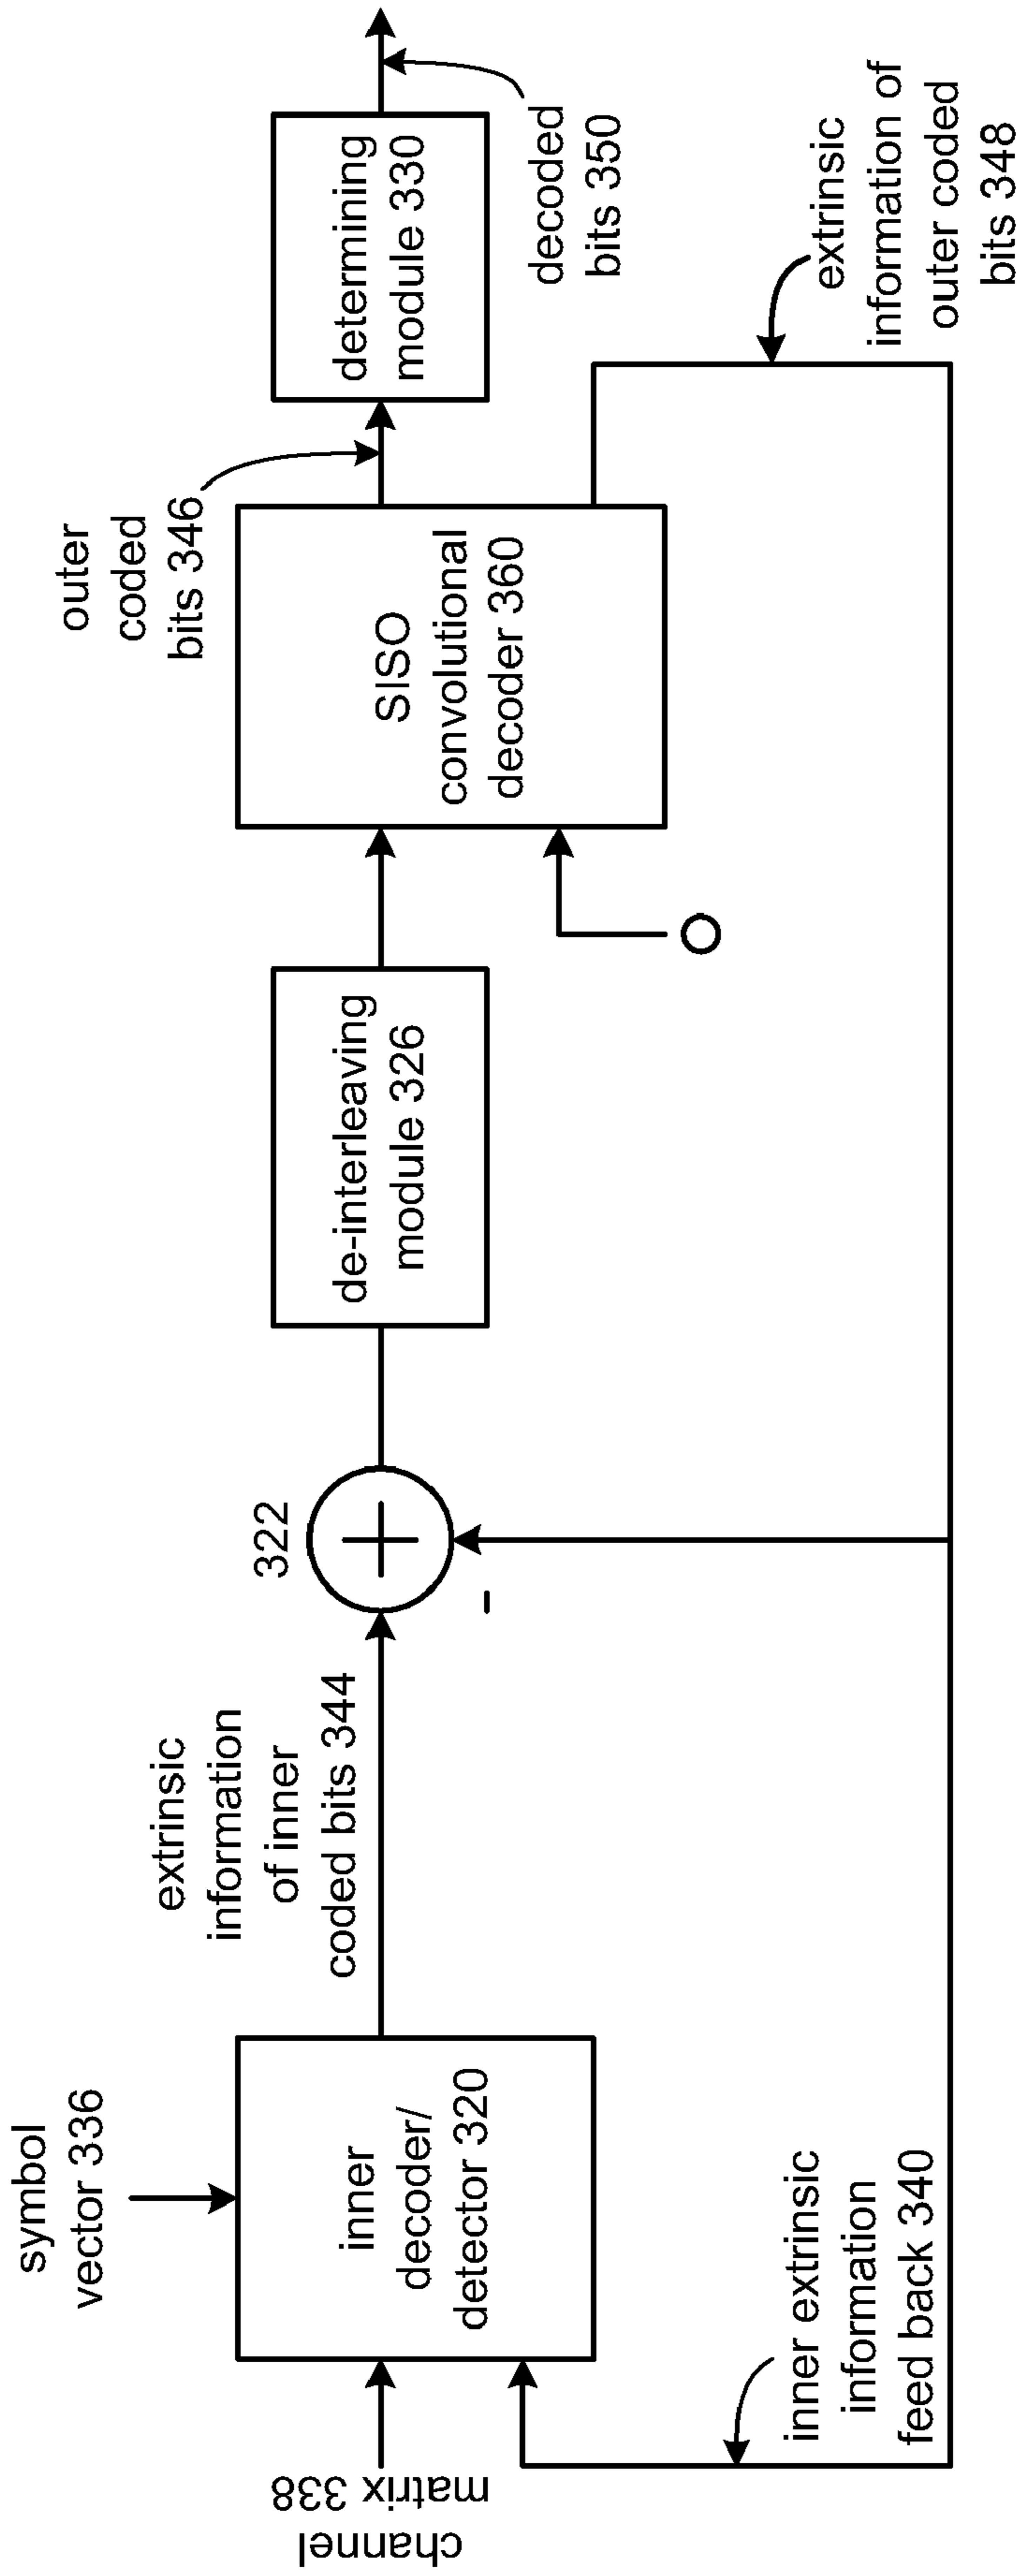 symbol
vector 336
channel
matrix 338
inner
decoder/
detector 320
inner extrinsic
information
feed back 340
extrinsic
information
of inner
coded bits 344
322
+
-
de-interleaving
module 326
O
SISO
convolutional
decoder 360
outer
coded
bits 346
determining
module 330
decoded
bits 350
extrinsic
information of
outer coded
bits 348